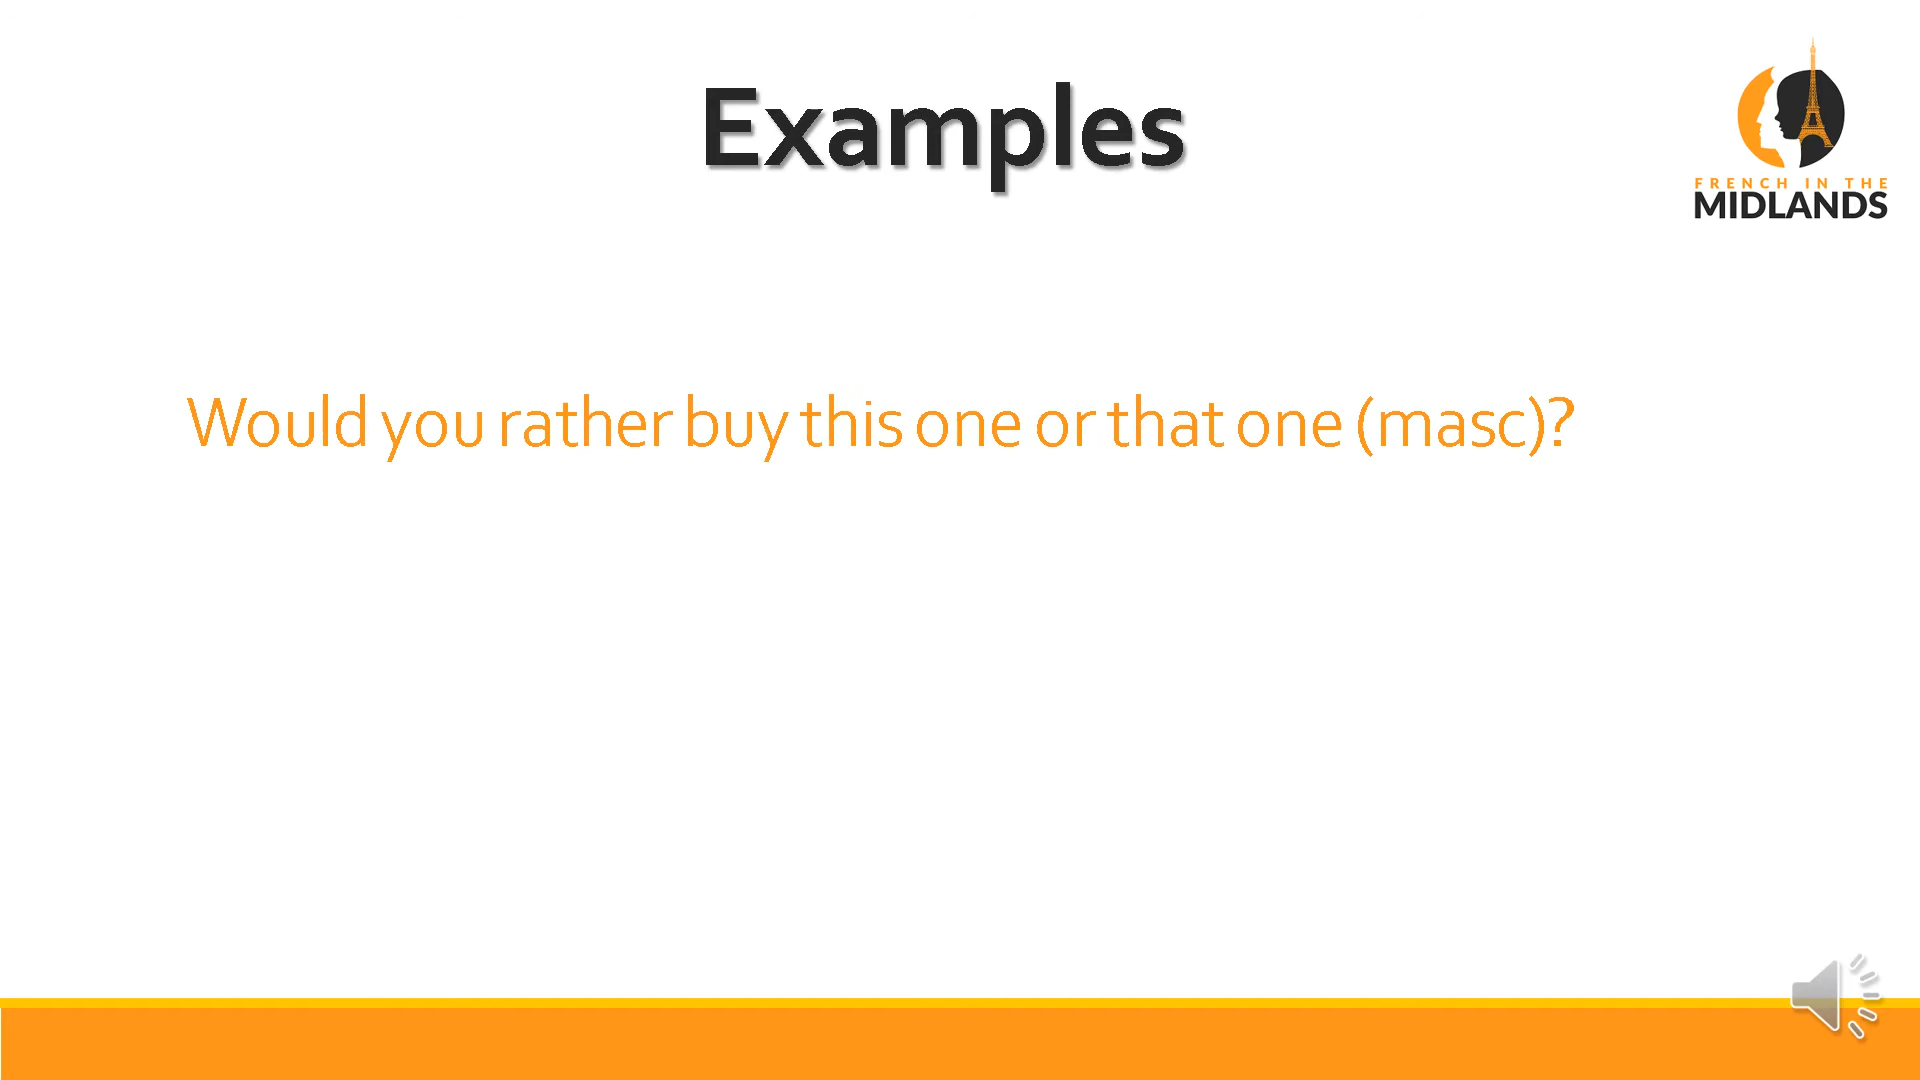 Examples
FRENCH IN THE
MIDLANDS
Would you rather buy this one or that one (masc)?